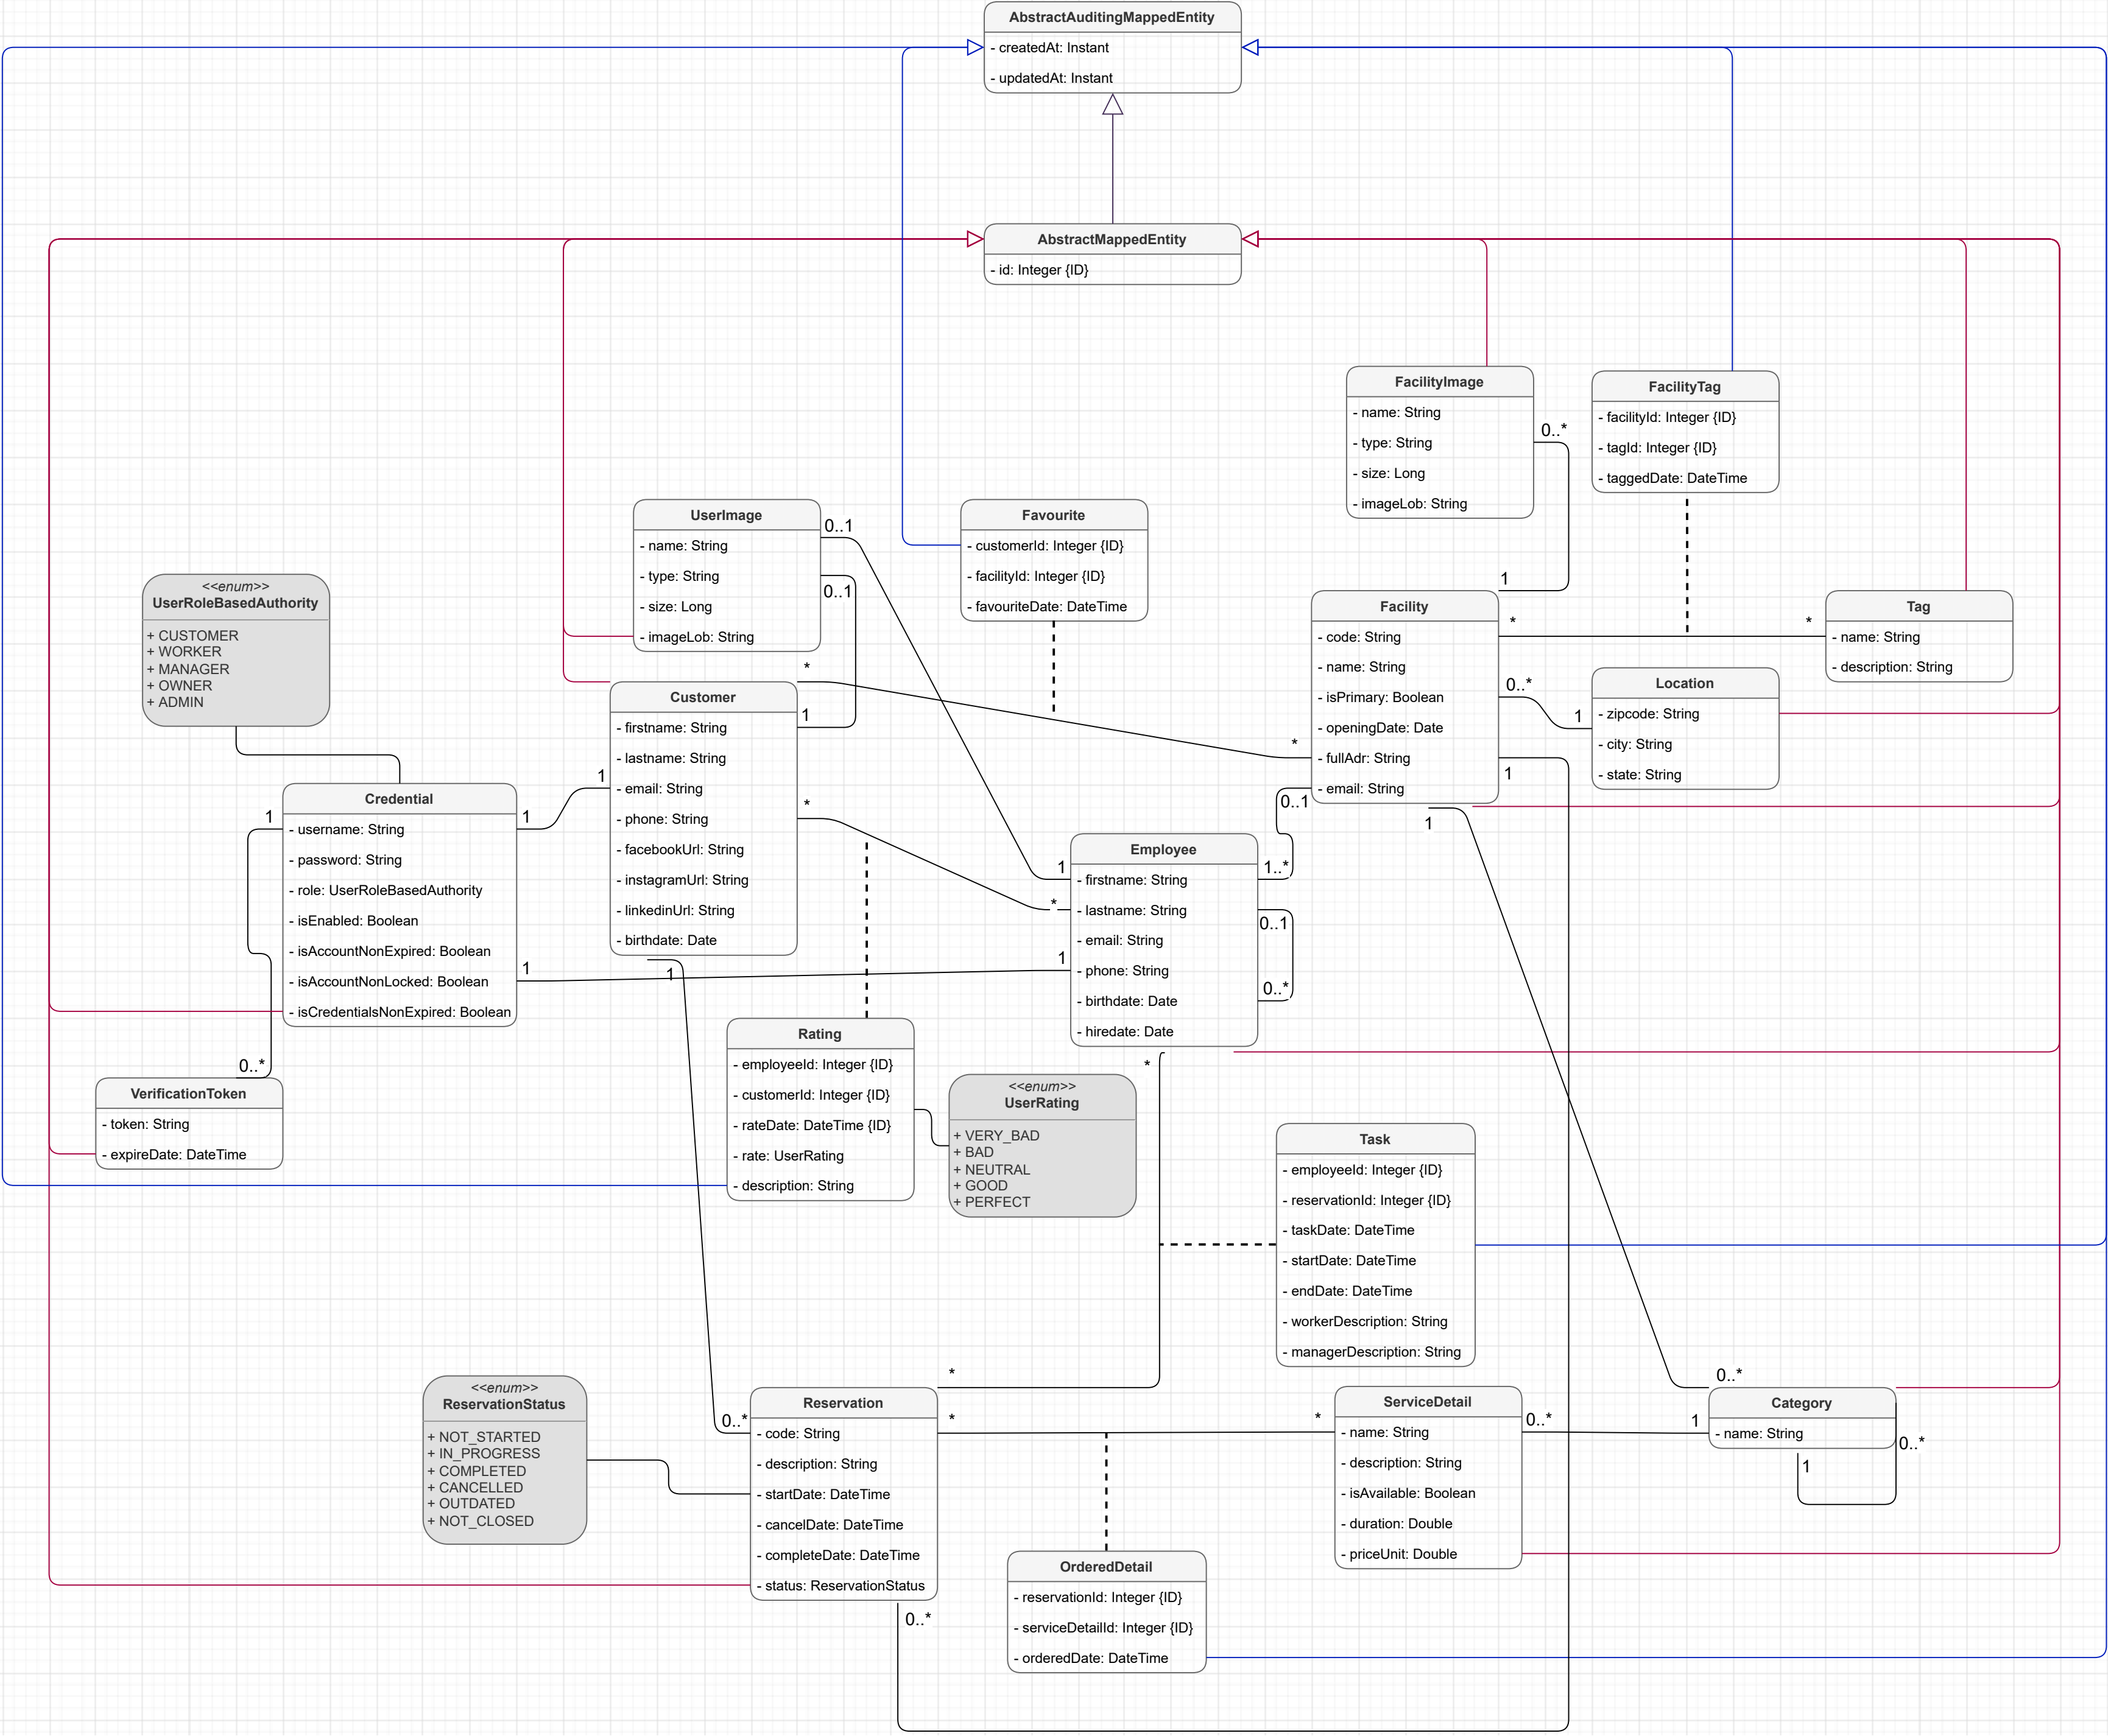 AbstractAuditingMappedEntity
- createdAt: Instant
- updatedAt: Instant
AbstractMappedEntity
- id: Integer {ID}
FacilityImage
- name: String
- type: String
- size: Long
- imageLob: String
0..*
1
FacilityTag
- facilityId: Integer {ID}
- tagId: Integer {ID}
- taggedDate: DateTime
UserImage
- name: String
- type: String
- size: Long
- imageLob: String
0..1
0..1
Favourite
- customerId: Integer {ID}
- facilityId: Integer {ID}
- favouriteDate: DateTime
<<enum>>
UserRoleBasedAuthority
+ CUSTOMER
+ WORKER
+ MANAGER
+ OWNER
+ ADMIN
Facility
- code: String
- name: String
- isPrimary: Boolean
- openingDate: Date
- fullAdr: String
- email: String
*
*
0..*
1
*
1
0..1
1
Tag
- name: String
- description: String
Location
- zipcode: String
- city: String
- state: String
Customer
- firstname: String
- lastname: String
- email: String
- phone: String
- facebookUrl: String
- instagramUrl: String
- linkedinUrl: String
- birthdate: Date
*
1
1
*
1
Credential
- username: String
- password: String
- role: UserRoleBasedAuthority
- isEnabled: Boolean
- isAccountNonExpired: Boolean
- isAccountNonLocked: Boolean
- isCredentialsNonExpired: Boolean
1
1
1
0..*
Employee
- firstname: String
- lastname: String
- email: String
- phone: String
- birthdate: Date
- hiredate: Date
1
1..*
*
0..1
1
0..*
*
VerificationToken
- token: String
- expireDate: DateTime
Rating
- employeeId: Integer {ID}
- customerId: Integer {ID}
- rateDate: DateTime {ID}
- rate: UserRating
- description: String
<<enum>>
UserRating
+ VERY_BAD
+ BAD
+ NEUTRAL
+ GOOD
+ PERFECT
Task
- employeeId: Integer {ID}
- reservationId: Integer {ID}
- taskDate: DateTime
- startDate: DateTime
- endDate: DateTime
- workerDescription: String
- managerDescription: String
<<enum>>
ReservationStatus
+ NOT_STARTED
+ IN_PROGRESS
+ COMPLETED
+ CANCELLED
+ OUTDATED
+ NOT_CLOSED
Reservation
- code: String
- description: String
- startDate: DateTime
- cancelDate: DateTime
- completeDate: DateTime
- status: ReservationStatus
*
0..*
*
0..*
ServiceDetail
- name: String
- description: String
- isAvailable: Boolean
- duration: Double
- priceUnit: Double
*
0..*
Category
- name: String
0..*
1
0..*
1
OrderedDetail
- reservationId: Integer {ID}
- serviceDetailId: Integer {ID}
- orderedDate: DateTime